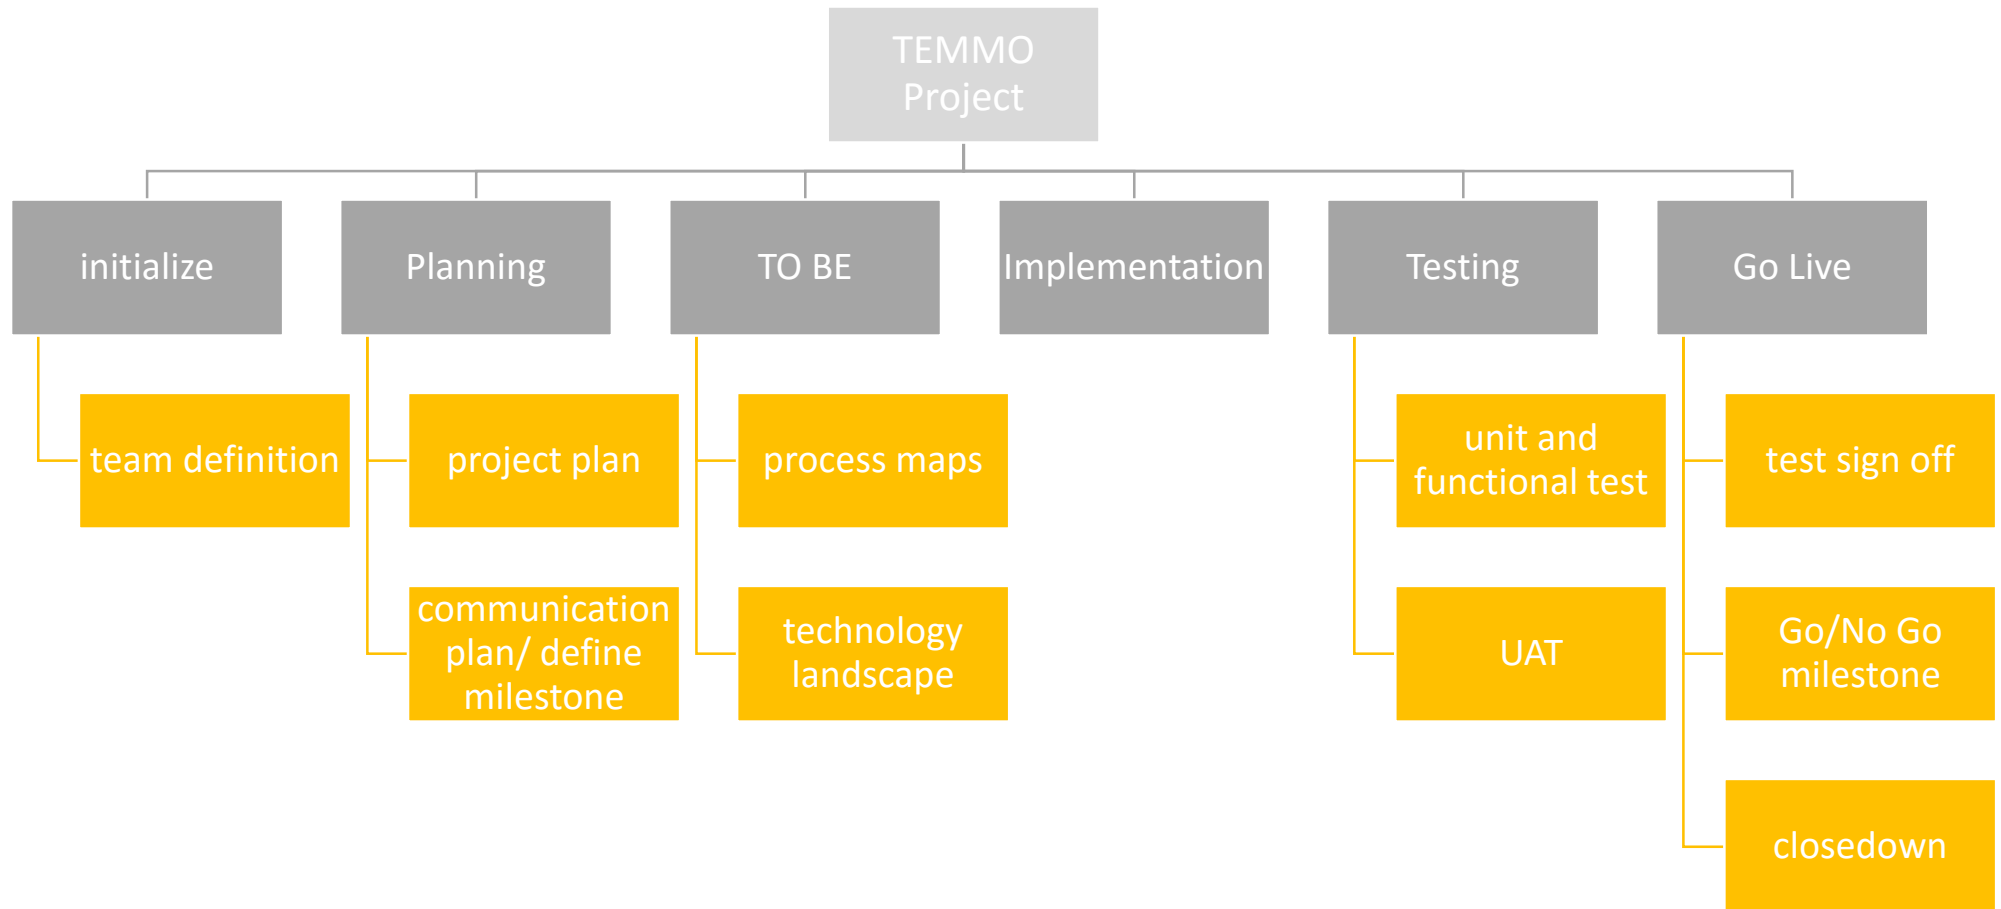 TEMMO
Project
initialize
Planning
TO BE
Implementation
Testing
Go Live
team definition
project plan
process maps
unit and
functional test
test sign off
communication
plan/ define
milestone
technology
landscape
UAT
Go/No Go
milestone
closedown